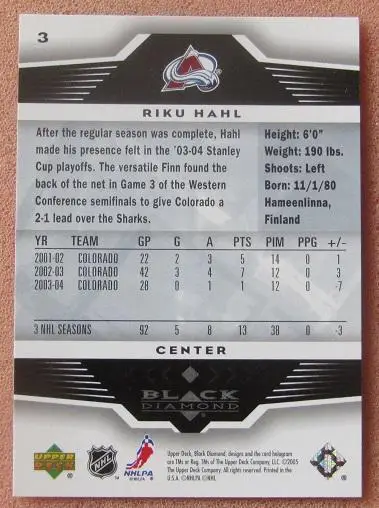 3
RIKU HAHL
After the regular season was complete, Hahl
made his presence felt in the '03-04 Stanley
Cup playoffs. The versatile Finn found the
back of the net in Game 3 of the Western
Conference semifinals to give Colorado a
2-1 lead over the Sharks.
Height: 6'0"
Weight: 190 lbs.
Shoots: Left
Born: 11/1/80
Hameenlinna,
Finland
YR TEAM GP G A PTS PIM PPG +/-
2001-02 COLORADO 22 2 3 5 14 0 1
2002-03 COLORADO 42 3 4 7 12 0 3
2003-04 COLORADO 28 0 1 1 12 0 -7
3 NHL SEASONS 92 5 8 13 38 0 -3
CENTER
BLACK
DIAMOND
UPPER
DECK
NHL
NHLPA
Upper Deck, Black Diamond, designs and the card hologram
are TMs or Reg. TMs of The Upper Deck Company, LLC. ©2005
The Upper Deck Company, LLC. All rights reserved. Printed in the
U.S.A. ©NHLPA ©NHL.